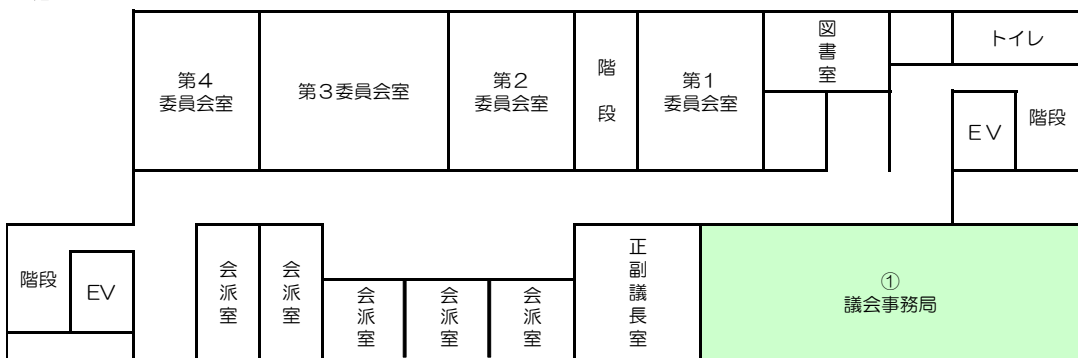 第4
委員会室
第3委員会室
第2
委員会室
階
段
第1
委員会室
図
書
室
トイレ
EV
階段
階段
EV
会
派
室
会
派
室
会
派
室
会
派
室
会
派
室
正
副
議
長
室
①
議会事務局